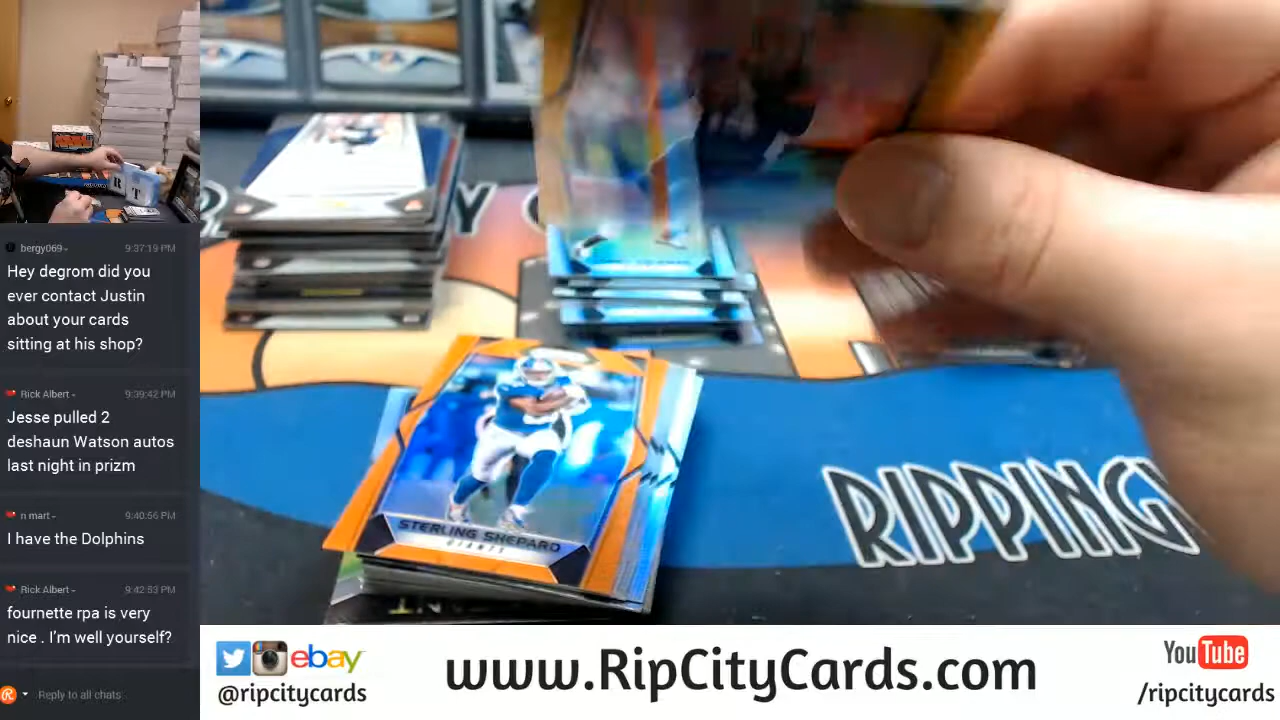 bergy069 9:37:19 PM
Hey degrom did you
ever contact Justin
about your cards
sitting at his shop?
Rick Albert 9:39:42 PM
Jesse pulled 2
deshaun Watson autos
last night in prizm
n mart 9:40:56 PM
I have the Dolphins
Rick Albert 9:42:53 PM
fournette rpa is very
nice . I'm well yourself?
Reply to all chats
R T
STERLING SHEPARD
GIANTS
RIPPING
ebay
@ripcitycards
www.RipCityCards.com
YouTube
/ripcitycards